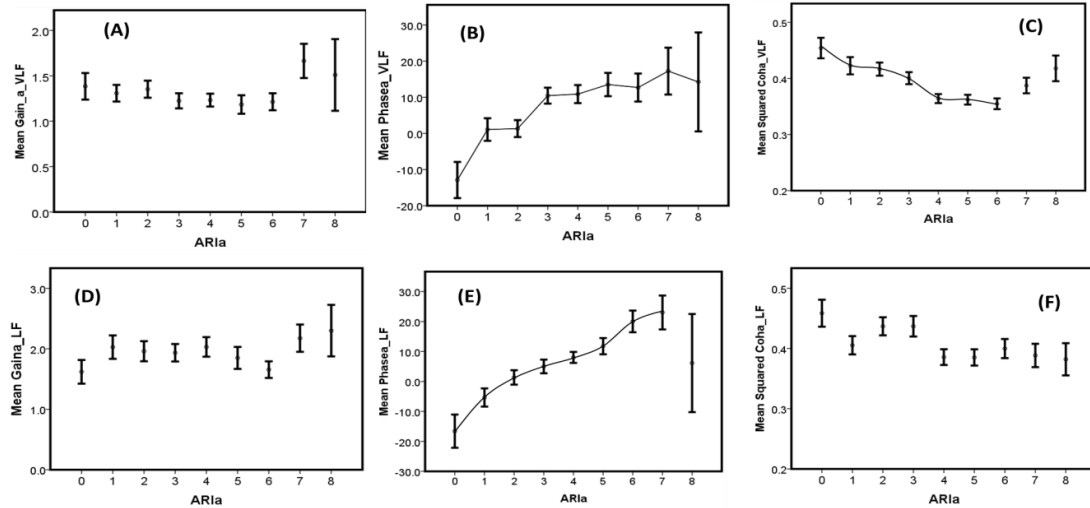 (A)
Mean Gain_a_VLF
2.0
1.5
1.0
0.5
0.0
0 1 2 3 4 5 6 7 8
ARIa
(B)
Mean Phasea_VLF
30.0
20.0
10.0
0.0
-10.0
-20.0
0 1 2 3 4 5 6 7 8
ARIa
(C)
Mean Squared Coha_VLF
0.5
0.4
0.3
0.2
0 1 2 3 4 5 6 7 8
ARIa
(D)
Mean Gaina_LF
3.0
2.0
1.0
0.0
0 1 2 3 4 5 6 7 8
ARIa
(E)
Mean Phasea_LF
30.0
20.0
10.0
0.0
-10.0
-20.0
-30.0
0 1 2 3 4 5 6 7 8
ARIa
(F)
Mean Squared Coha_LF
0.5
0.4
0.3
0.2
0 1 2 3 4 5 6 7 8
ARIa